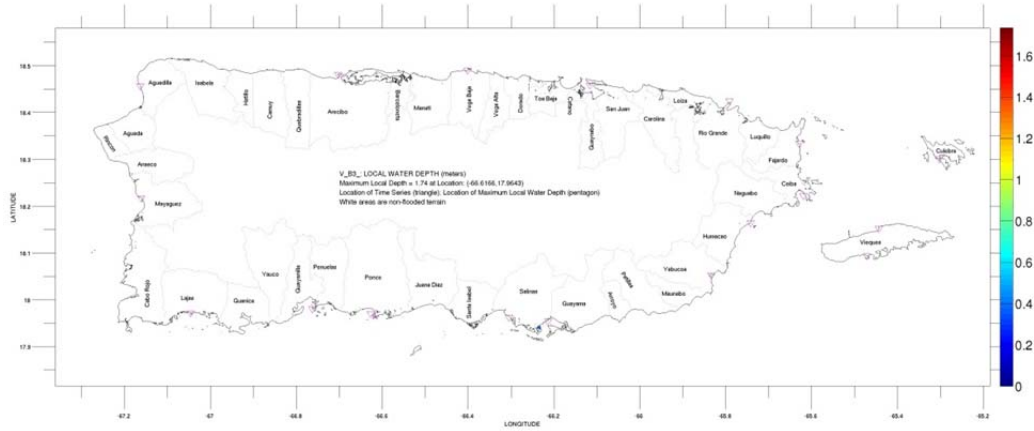 Aguadilla
Isabela
Hatillo
Camuy
Quebradillas
Arecibo
Barceloneta
Manati
Vega Baja
Vega Alta
Dorado
Toa Baja
Catano
Guaynabo
San Juan
Carolina
Loiza
Rio Grande
Luquillo
Fajardo
Ceiba
Culebra
Rincon
Aguada
Anasco
Mayaguez
V_B3_: LOCAL WATER DEPTH (meters)
Maximum Local Depth = 1.74 at Location: (-66.6166,17.9643)
Location of Time Series (triangle), Location of Maximum Local Water Depth (pentagon)
White areas are non-flooded terrain
Naguabo
Humacao
Vieques
Yabucoa
Maunabo
Patillas
Arroyo
Guayama
Salinas
Santa Isabel
Juana Diaz
Ponce
Penuelas
Guayanilla
Yauco
Guanica
Lajas
Cabo Rojo
LATITUDE
18.5
18.4
18.3
18.2
18.1
18
17.9
-67.2
-67
-66.8
-66.6
-66.4
-66.2
-66
-65.8
-65.6
-65.4
-65.2
LONGITUDE
1.6
1.4
1.2
1
0.8
0.6
0.4
0.2
0